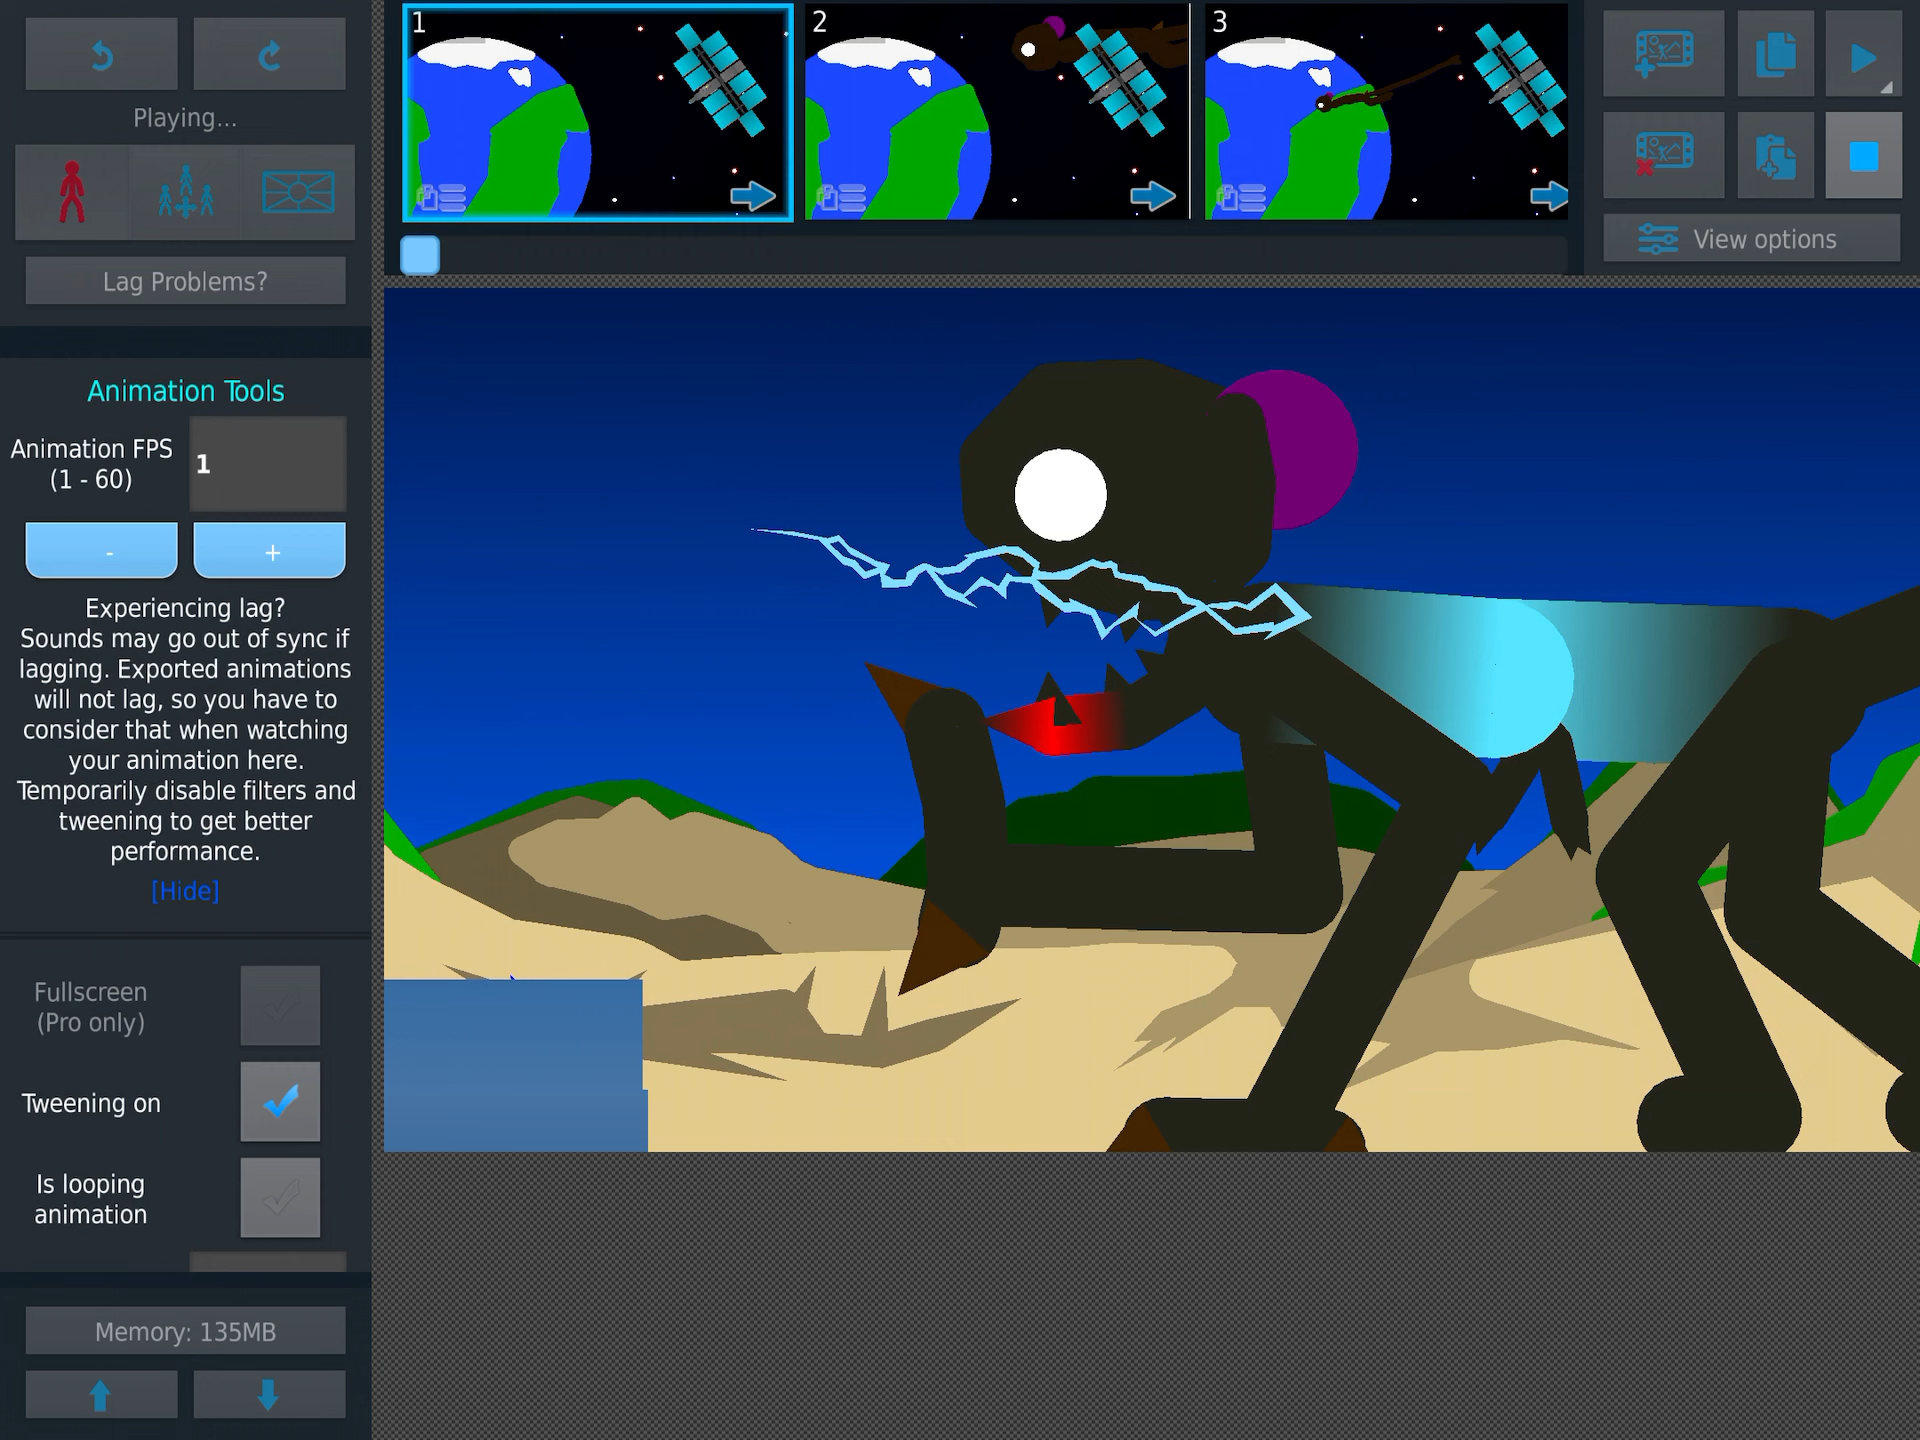 Playing...
Lag Problems?
Animation Tools
Animation FPS
(1 - 60)
1
-
+
Experiencing lag?
Sounds may go out of sync if
lagging. Exported animations
will not lag, so you have to
consider that when watching
your animation here.
Temporarily disable filters and
tweening to get better
performance.
[Hide]
Fullscreen
(Pro only)
Tweening on
Is looping
animation
Memory: 135MB
1
2
3
View options